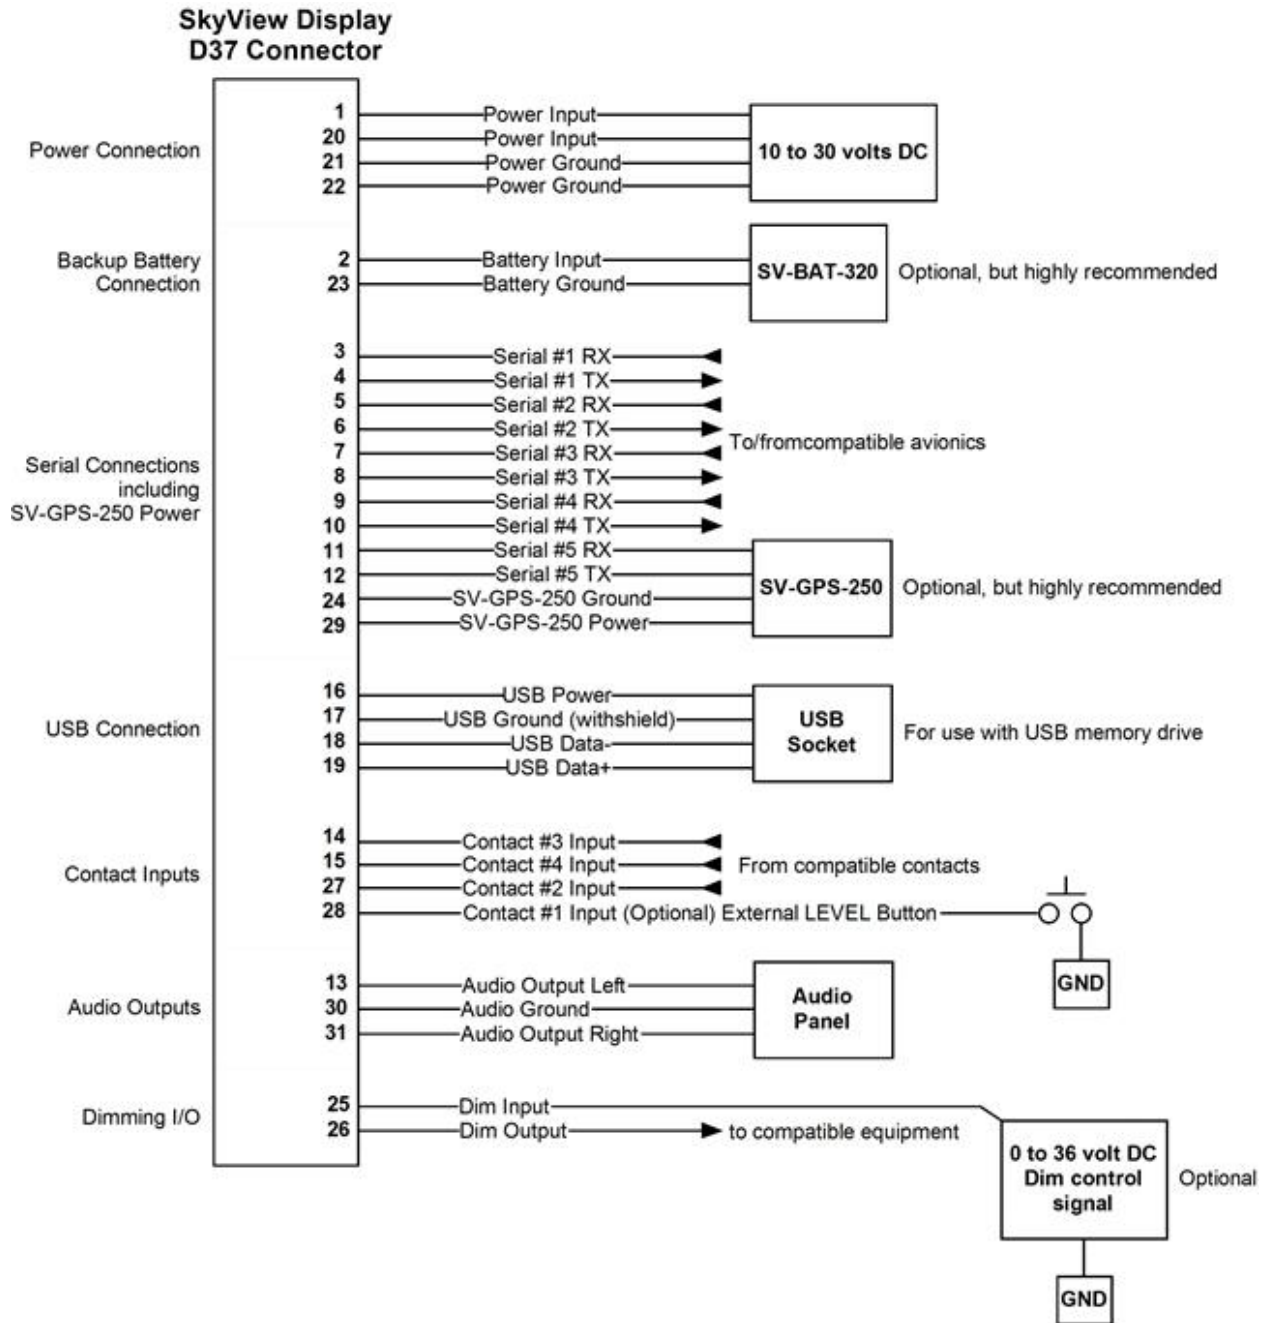 SkyView Display
D37 Connector
Power Connection
1 Power Input
20 Power Input
21 Power Ground
22 Power Ground
10 to 30 volts DC
Backup Battery
Connection
2 Battery Input
23 Battery Ground
SV-BAT-320
Optional, but highly recommended
Serial Connections
including
SV-GPS-250 Power
3 Serial #1 RX
4 Serial #1 TX
5 Serial #2 RX
6 Serial #2 TX
7 Serial #3 RX
8 Serial #3 TX
9 Serial #4 RX
10 Serial #4 TX
To/fromcompatible avionics
11 Serial #5 RX
12 Serial #5 TX
24 SV-GPS-250 Ground
29 SV-GPS-250 Power
SV-GPS-250
Optional, but highly recommended
USB Connection
16 USB Power
17 USB Ground (withshield)
18 USB Data-
19 USB Data+
USB
Socket
For use with USB memory drive
Contact Inputs
14 Contact #3 Input
15 Contact #4 Input
27 Contact #2 Input
From compatible contacts
28 Contact #1 Input (Optional) External LEVEL Button
GND
Audio Outputs
13 Audio Output Left
30 Audio Ground
31 Audio Output Right
Audio
Panel
Dimming I/O
25 Dim Input
26 Dim Output
to compatible equipment
0 to 36 volt DC
Dim control
signal
Optional
GND